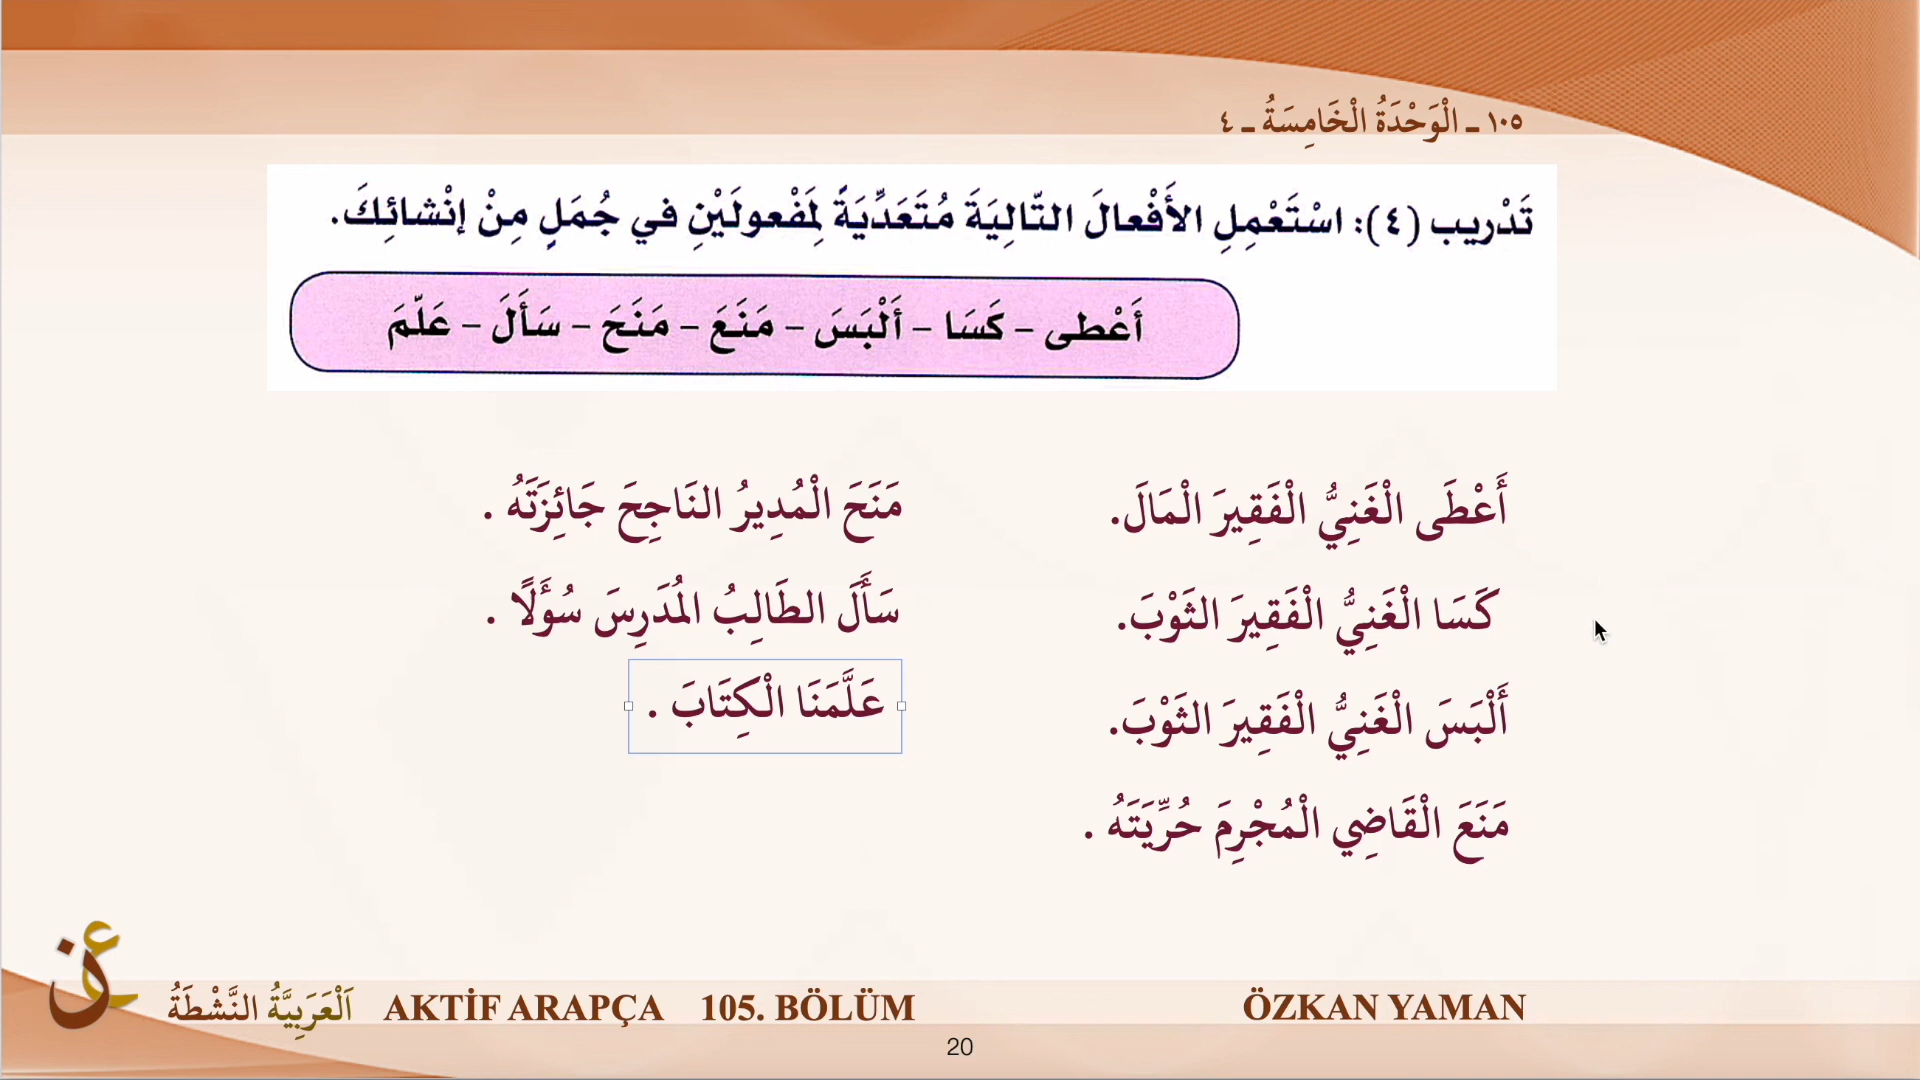 ١٠٥ ـ الْوَحْدَةُ الْخَامِسَةُ ـ ٤
تَدْريب (٤): اسْتَعْمِلِ الأَفْعالَ التّالِيَةَ مُتَعَدِّيَةً لِمَفْعولَيْنِ في جُمَلٍ مِنْ إنْشائِكَ.
أَعْطى – كَسَا – أَلْبَسَ – مَنَعَ – مَنَحَ – سَأَلَ – عَلّمَ
أَعْطَى الْغَنِيُّ الْفَقِيرَ الْمَالَ.
كَسَا الْغَنِيُّ الْفَقِيرَ الثَوْبَ.
أَلْبَسَ الْغَنِيُّ الْفَقِيرَ الثَوْبَ.
مَنَعَ الْقَاضِي الْمُجْرِمَ حُرِّيَتَهُ .
مَنَحَ الْمُدِيرُ النَاجِحَ جَائِزَتَهُ .
سَأَلَ الطَالِبُ المُدَرِسَ سُؤَلًا .
عَلَّمَنَا الْكِتَابَ .
اَلْعَرَبِيَّةُ النَّشْطَةُ AKTİF ARAPÇA 105. BÖLÜM ÖZKAN YAMAN
20